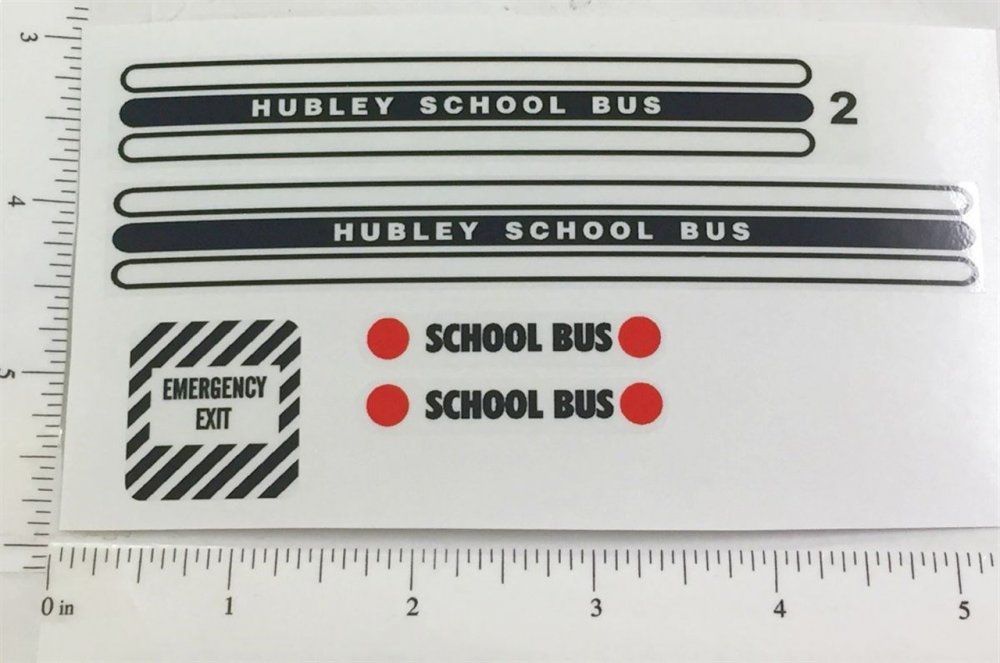 3
HUBLEY SCHOOL BUS
2
4
HUBLEY SCHOOL BUS
SCHOOL BUS
5
EMERGENCY
EXIT
SCHOOL BUS
0 in 1 2 3 4 5